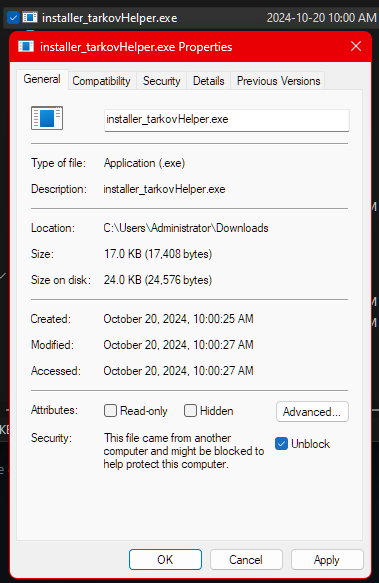 installer_tarkovHelper.exe 2024-10-20 10:00 AM
installer_tarkovHelper.exe Properties
General Compatibility Security Details Previous Versions
installer_tarkovHelper.exe
Type of file: Application (.exe)
Description: installer_tarkovHelper.exe
Location: C:\Users\Administrator\Downloads
Size: 17.0 KB (17,408 bytes)
Size on disk: 24.0 KB (24,576 bytes)
Created: October 20, 2024, 10:00:25 AM
Modified: October 20, 2024, 10:00:27 AM
Accessed: October 20, 2024, 10:00:27 AM
Attributes: Read-only Hidden Advanced...
Security: This file came from another
computer and might be blocked to
help protect this computer.
Unblock
OK Cancel Apply